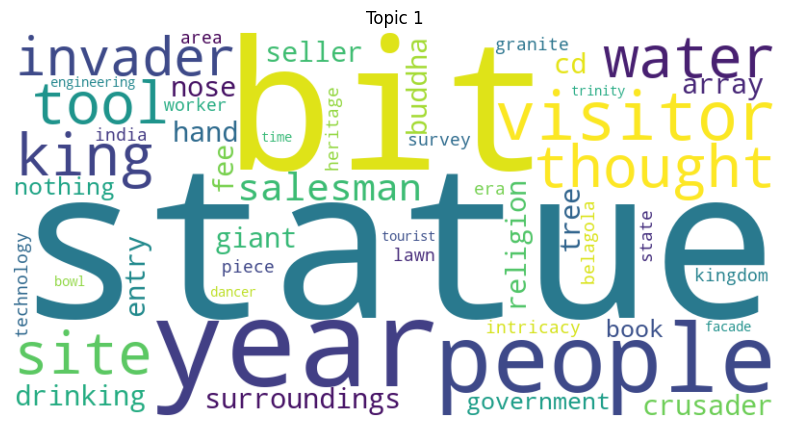 Topic 1
area
invader
seller
bit
buddha
granite
cd
water
engineering
nose
array
tool
worker
heritage
trinity
visitor
india
hand
time
survey
king
fee
thought
nothing
salesman
era
statue
religion
tree
belagola
state
technology
entry
giant
tourist
lawn
piece
kingdom
bowl
dancer
year
people
intricacy
book
facade
site
drinking
surroundings
government
crusader